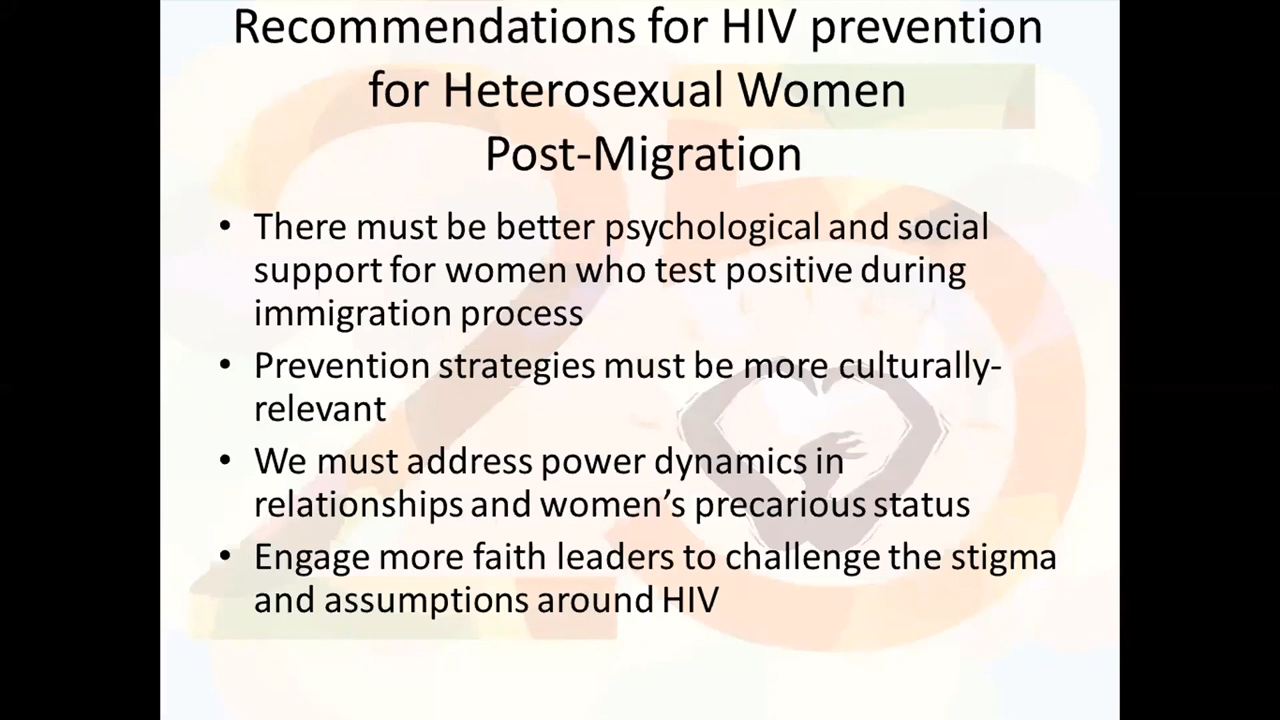 Recommendations for HIV prevention
for Heterosexual Women
Post-Migration
• There must be better psychological and social
support for women who test positive during
immigration process
• Prevention strategies must be more culturally-
relevant
• We must address power dynamics in
relationships and women's precarious status
• Engage more faith leaders to challenge the stigma
and assumptions around HIV